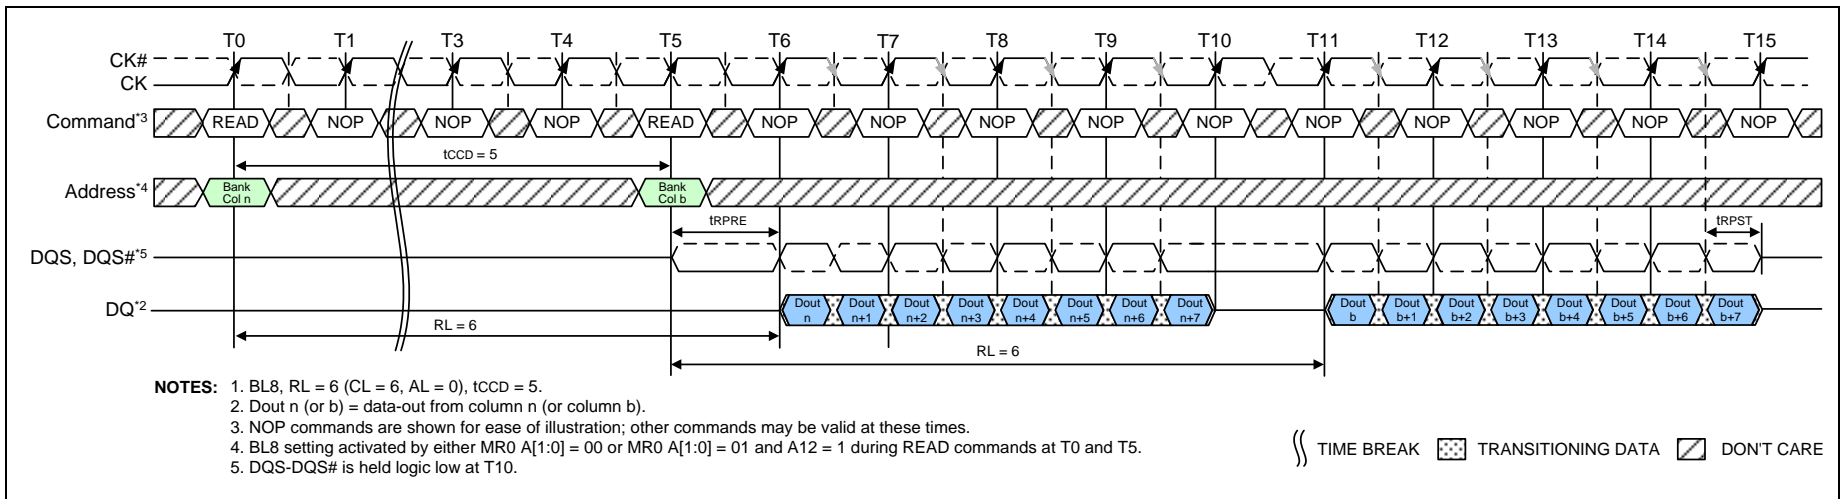 T0 T1 T3 T4 T5 T6 T7 T8 T9 T10 T11 T12 T13 T14 T15
CK#
CK
Command*3 READ NOP NOP NOP READ NOP NOP NOP NOP NOP NOP NOP NOP NOP NOP
tCCD = 5
Address*4 Bank Col n Bank Col b
tRPRE tRPST
DQS, DQS#*5
DQ*2 Dout n Dout n+1 Dout n+2 Dout n+3 Dout n+4 Dout n+5 Dout n+6 Dout n+7 Dout b Dout b+1 Dout b+2 Dout b+3 Dout b+4 Dout b+5 Dout b+6 Dout b+7
RL = 6
RL = 6
NOTES: 1. BL8, RL = 6 (CL = 6, AL = 0), tCCD = 5.
2. Dout n (or b) = data-out from column n (or column b).
3. NOP commands are shown for ease of illustration; other commands may be valid at these times.
4. BL8 setting activated by either MR0 A[1:0] = 00 or MR0 A[1:0] = 01 and A12 = 1 during READ commands at T0 and T5.
5. DQS-DQS# is held logic low at T10.
TIME BREAK TRANSITIONING DATA DON'T CARE